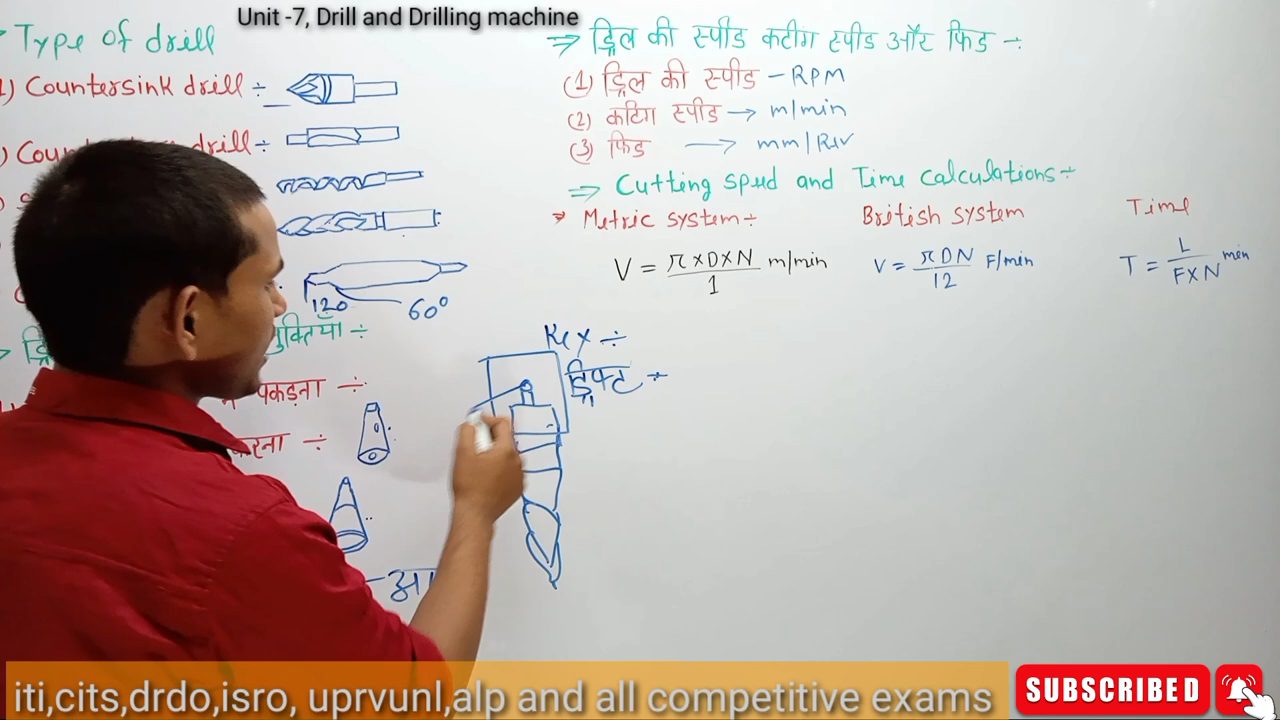 Unit -7, Drill and Drilling machine
Type of drill
1) Countersink drill ÷
drill ÷
120
60°
युक्तियाँ ÷
पकड़ना ÷
करना ÷
⇒ ड्रिल की स्पीड कटींग स्पीड और फिड ÷
(1) ड्रिल की स्पीड – RPM
(2) कटिंग स्पीड → m/min
(3) फिड → mm/Rev
⇒ Cutting speed and Time calculations ÷
Metric system ÷ British system Time
V = π×D×N/1 m/min V = πDN/12 F/min T = L/F×N min
Key ÷
ड्रिफ्ट
iti,cits,drdo,isro, uprvunl,alp and all competitive exams
SUBSCRIBED